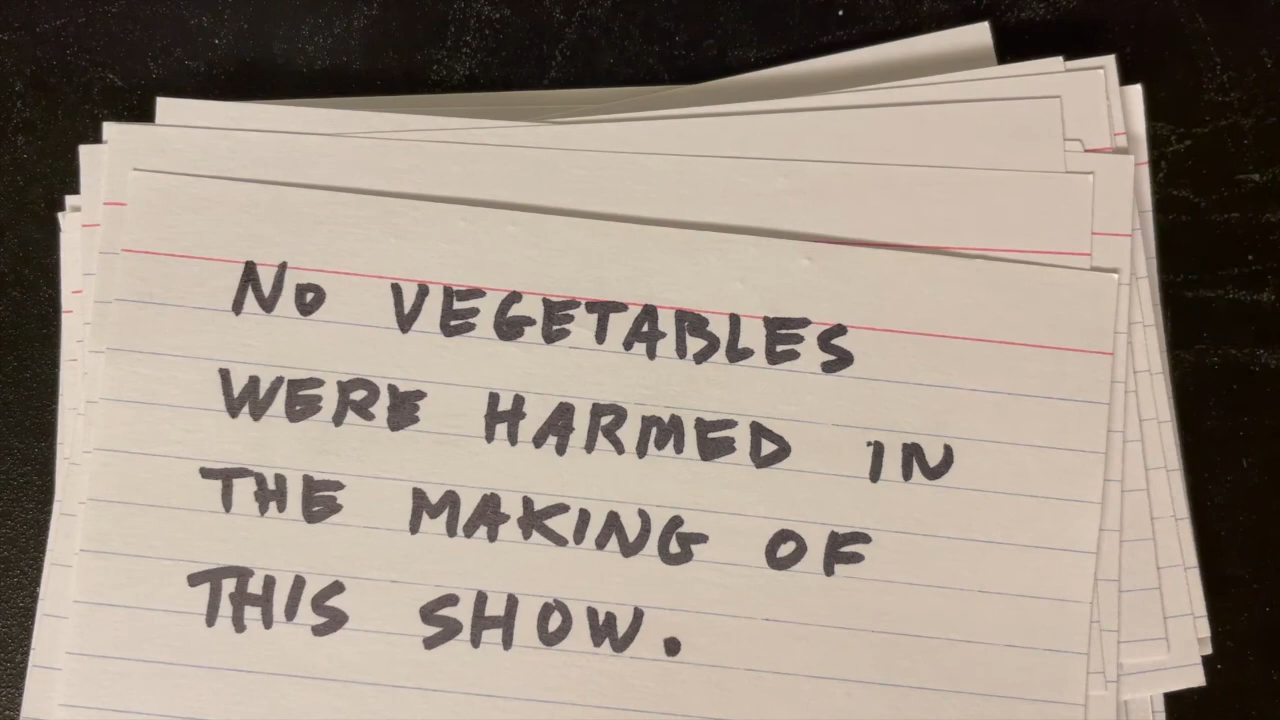 No VEGETABLES
WERE HARMED IN
THE MAKING OF
THIS SHOW.